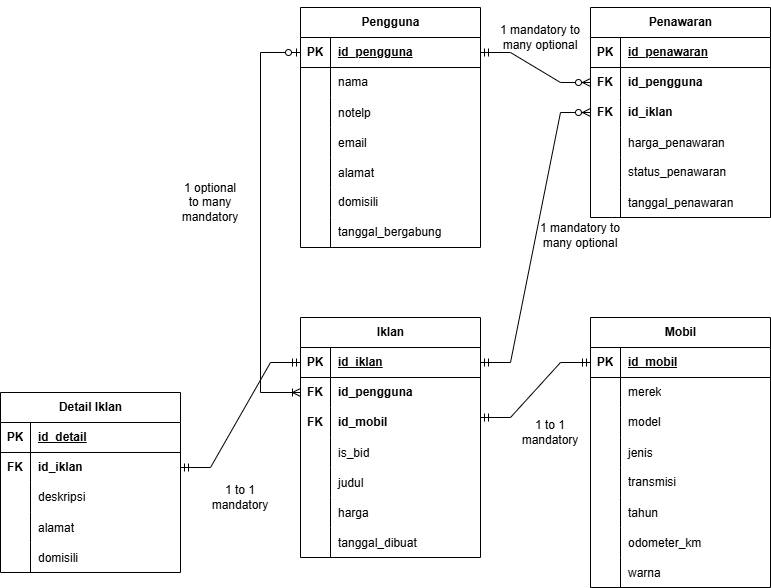 Pengguna
PK id_pengguna
nama
notelp
email
alamat
domisili
tanggal_bergabung
1 mandatory to
many optional
Penawaran
PK id_penawaran
FK id_pengguna
FK id_iklan
harga_penawaran
status_penawaran
tanggal_penawaran
1 optional
to many
mandatory
1 mandatory to
many optional
Iklan
PK id_iklan
FK id_pengguna
FK id_mobil
is_bid
judul
harga
tanggal_dibuat
Mobil
PK id_mobil
merek
model
jenis
transmisi
tahun
odometer_km
warna
1 to 1
mandatory
Detail Iklan
PK id_detail
FK id_iklan
deskripsi
alamat
domisili
1 to 1
mandatory